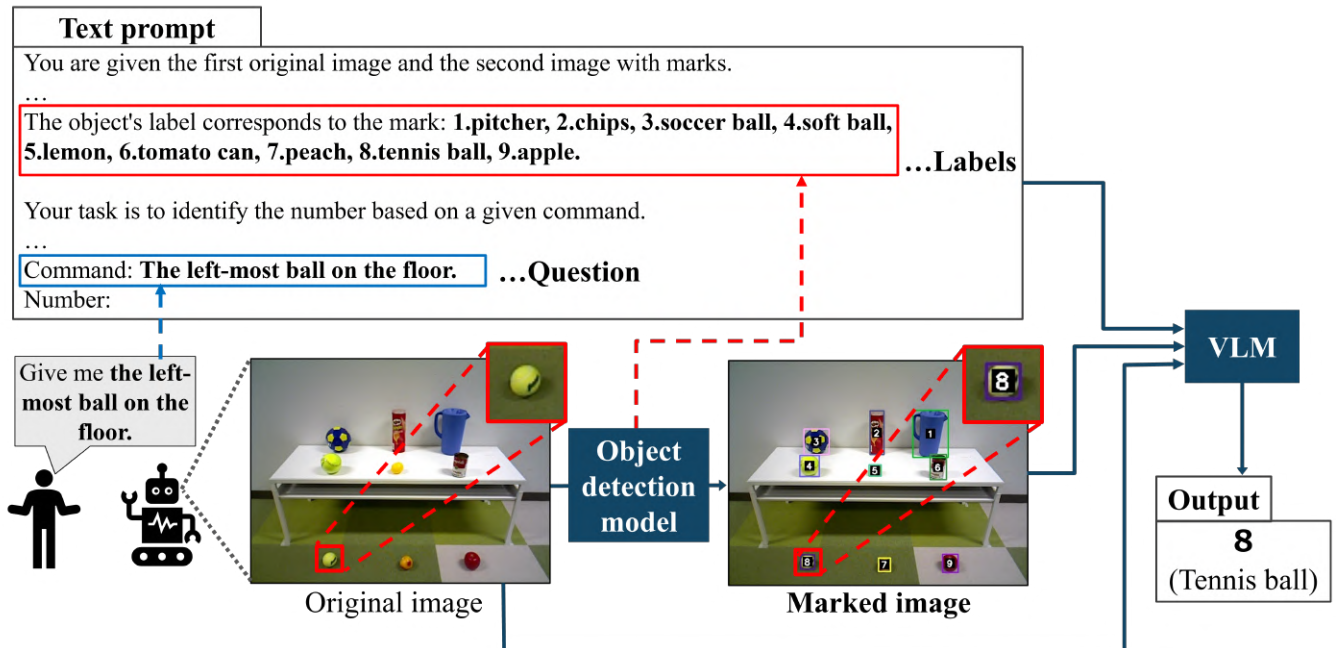 Text prompt
You are given the first original image and the second image with marks.
…
The object's label corresponds to the mark: 1.pitcher, 2.chips, 3.soccer ball, 4.soft ball,
5.lemon, 6.tomato can, 7.peach, 8.tennis ball, 9.apple.
…Labels
Your task is to identify the number based on a given command.
…
Command: The left-most ball on the floor.
…Question
Number:
Give me the left-
most ball on the
floor.
Original image
Object
detection
model
8
3
2
1
4
5
6
8
7
9
Marked image
VLM
Output
8
(Tennis ball)